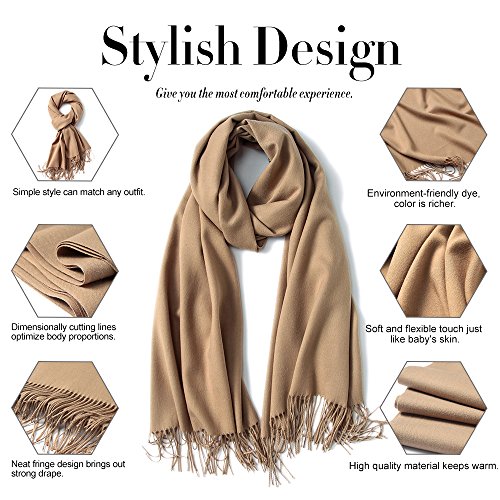 Stylish Design
Give you the most comfortable experience.
Simple style can match any outfit.
Environment-friendly dye,
color is richer.
Dimensionally cutting lines
optimize body proportions.
Soft and flexible touch just
like baby's skin.
Neat fringe design brings out
strong drape.
High quality material keeps warm.